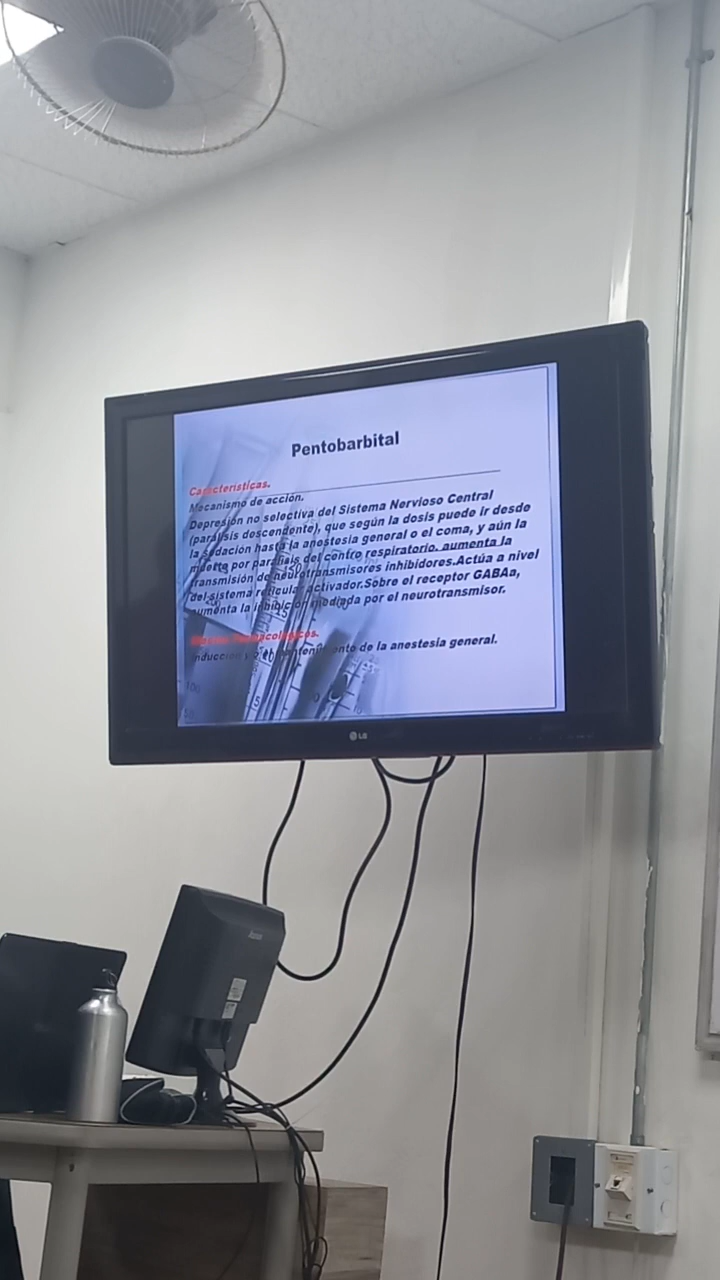 Pentobarbital
Características.
Mecanismo de acción.
Depresión no selectiva del Sistema Nervioso Central
(parálisis descendente), que según la dosis puede ir desde
la sedación hasta la anestesia general o el coma, y aún la
muerte por parálisis del centro respiratorio. aumenta la
transmisión de neurotransmisores inhibidores.Actúa a nivel
del sistema reticular activador.Sobre el receptor GABAa,
aumenta la inhibición mediada por el neurotransmisor.
Farmacológicos.
de la anestesia general.
LG